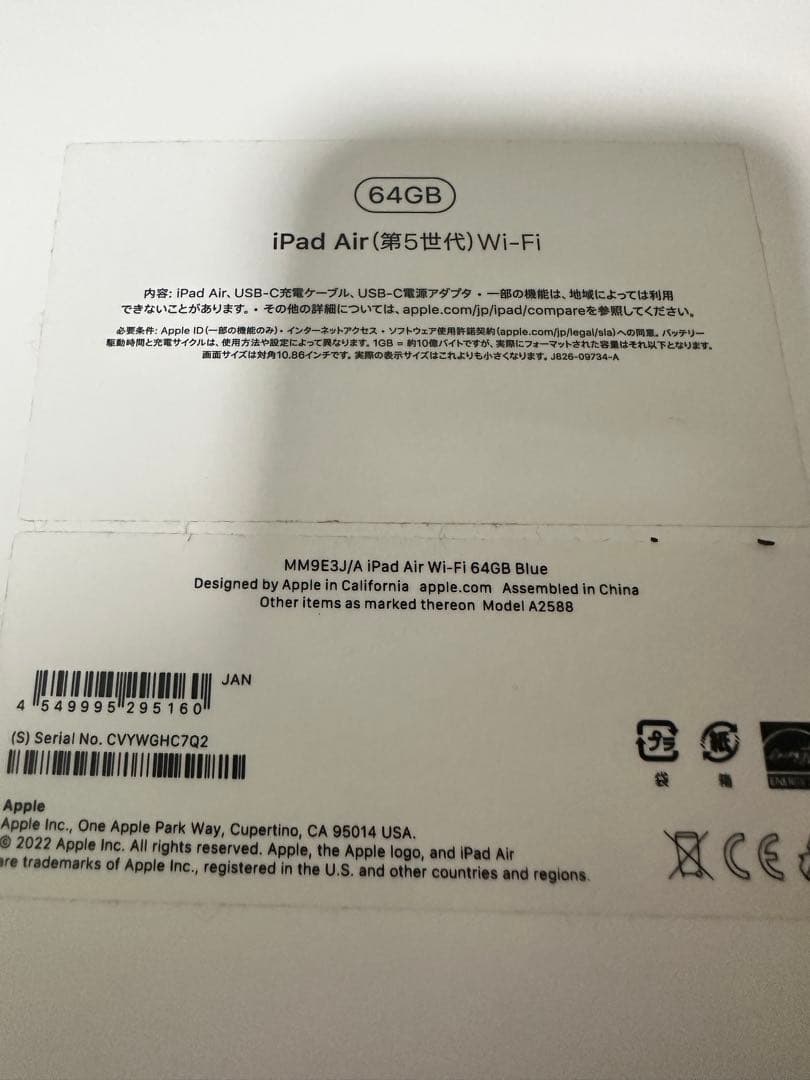 64GB
iPad Air(第5世代)Wi-Fi
内容: iPad Air、USB-C充電ケーブル、USB-C電源アダプタ・一部の機能は、地域によっては利用
できないことがあります。・その他の詳細については、apple.com/jp/ipad/compareを参照してください。
必要条件: Apple ID(一部の機能のみ)・インターネットアクセス・ソフトウェア使用許諾契約(apple.com/jp/legal/sla)への同意。バッテリー
駆動時間と充電サイクルは、使用方法や設定によって異なります。1GB = 約10億バイトですが、実際にフォーマットされた容量はそれ以下となります。
画面サイズは対角10.86インチです。実際の表示サイズはこれよりも小さくなります。J826-09734-A
MM9E3J/A iPad Air Wi-Fi 64GB Blue
Designed by Apple in California apple.com Assembled in China
Other items as marked thereon Model A2588
JAN
4 549995 295160
(S) Serial No. CVYWGHC7Q2
プラ 紙
袋 箱
ENERGY
Apple
Apple Inc., One Apple Park Way, Cupertino, CA 95014 USA.
© 2022 Apple Inc. All rights reserved. Apple, the Apple logo, and iPad Air
are trademarks of Apple Inc., registered in the U.S. and other countries and regions.
CE